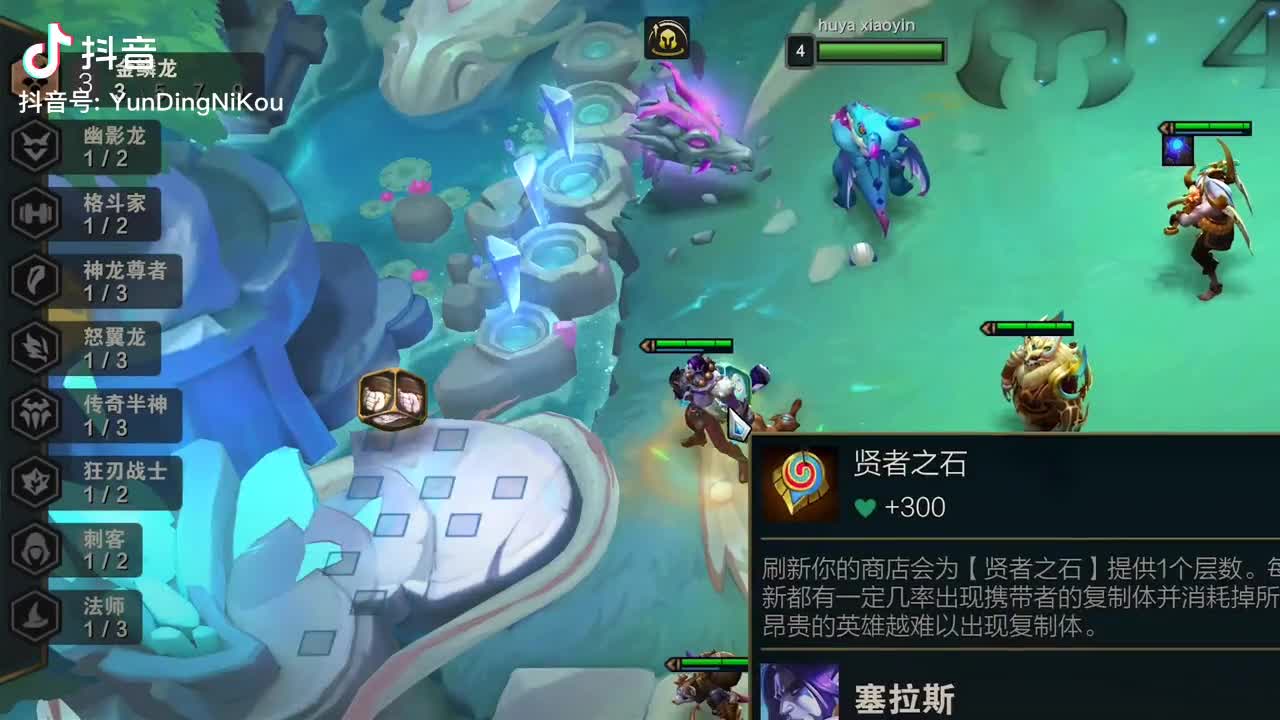 抖音
金鳞龙
3
3 5 7 9
抖音号: YunDingNiKou
幽影龙
1 / 2
格斗家
1 / 2
神龙尊者
1 / 3
怒翼龙
1 / 3
传奇半神
1 / 3
狂刃战士
1 / 2
刺客
1 / 2
法师
1 / 3
huya xiaoyin
4
4
贤者之石
+300
刷新你的商店会为【贤者之石】提供1个层数。每
新都有一定几率出现携带者的复制体并消耗掉所
昂贵的英雄越难以出现复制体。
塞拉斯